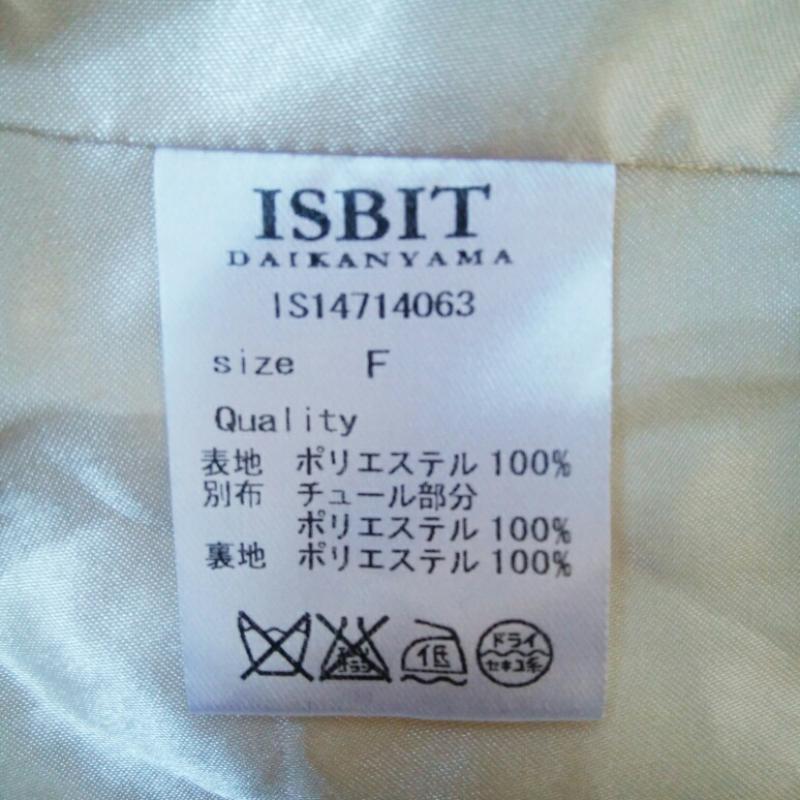 ISBIT
DAIKANYAMA
IS14714063
size F
Quality
表地 ポリエステル 100%
別布 チュール部分
ポリエステル 100%
裏地 ポリエステル 100%
低 ドライ
セキユ系